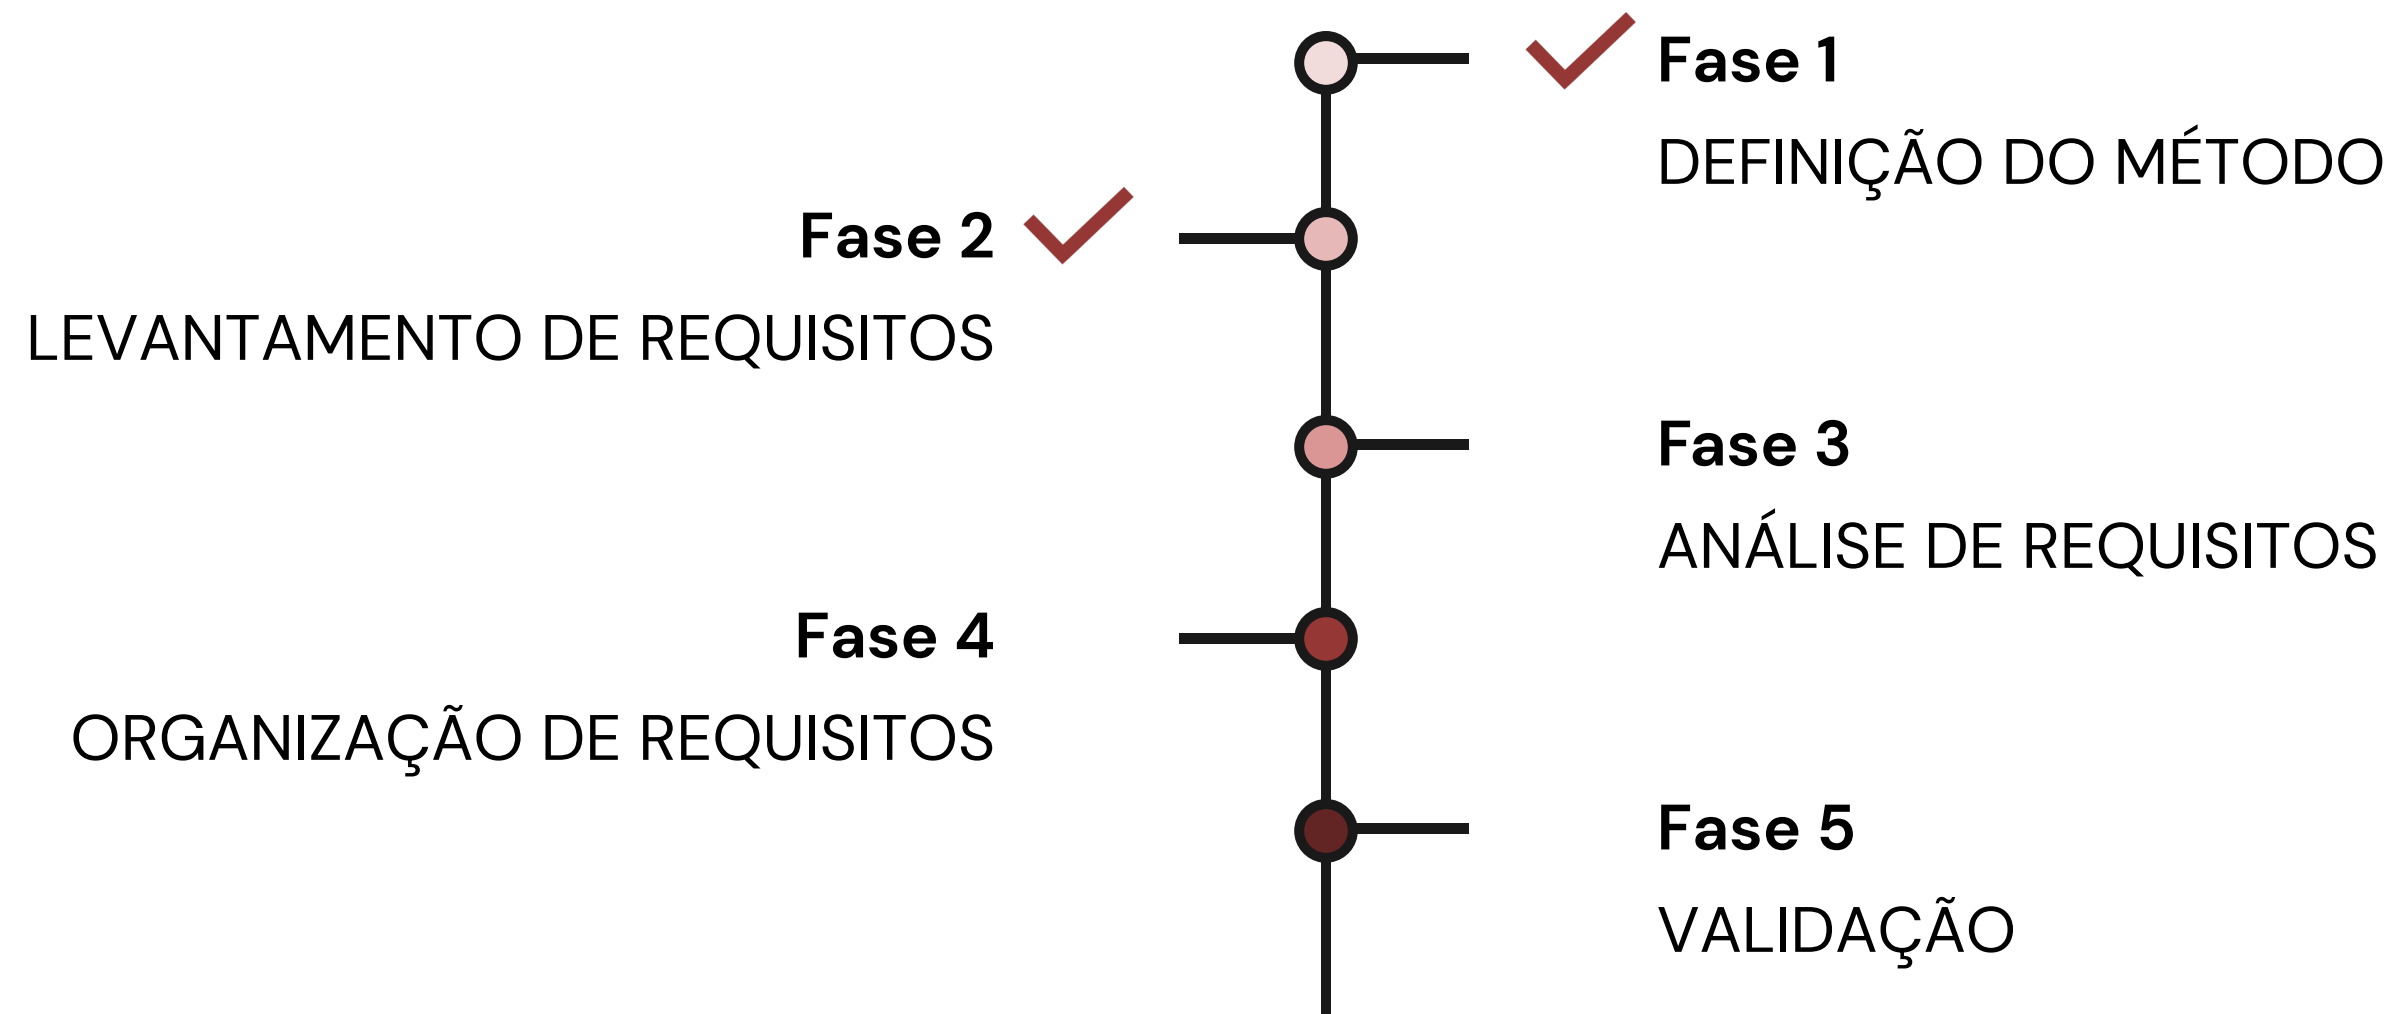 Fase 1
DEFINIÇÃO DO MÉTODO
Fase 2
LEVANTAMENTO DE REQUISITOS
Fase 3
ANÁLISE DE REQUISITOS
Fase 4
ORGANIZAÇÃO DE REQUISITOS
Fase 5
VALIDAÇÃO